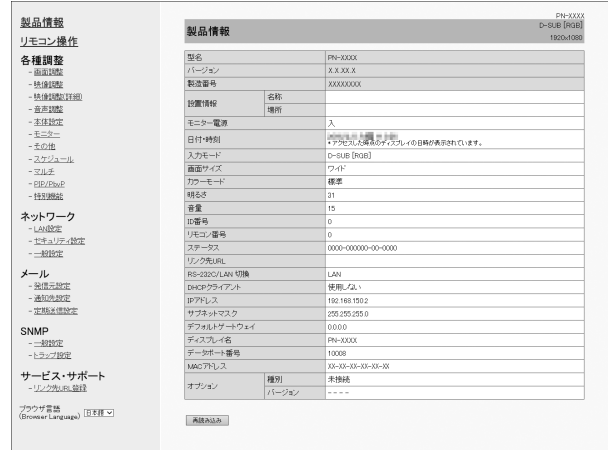 製品情報
リモコン操作
各種調整
- 画面調整
- 映像調整
- 映像調整(詳細)
- 音声調整
- 本体設定
- モニター
- その他
- スケジュール
- マルチ
- PIP/PbyP
- 特別機能
ネットワーク
- LAN設定
- セキュリティ設定
- 一般設定
メール
- 発信元設定
- 通知先設定
- 定期送信設定
SNMP
- 一般設定
- トラップ設定
サービス・サポート
- リンク先URL登録
ブラウザ言語
(Browser Language) 日本語
PN-XXXX
製品情報 D-SUB [RGB]
1920x1080
型名 PN-XXXX
バージョン X.X.XX.X
製造番号 XXXXXXXX
設置情報 名称
場所
モニター電源 入
日付・時刻
* アクセスした時点のディスプレイの日時が表示されています。
入力モード D-SUB [RGB]
画面サイズ ワイド
カラーモード 標準
明るさ 31
音量 15
ID番号 0
リモコン番号 0
ステータス 0000-000000-00-0000
リンク先URL
RS-232C/LAN 切換 LAN
DHCPクライアント 使用しない
IPアドレス 192.168.150.2
サブネットマスク 255.255.255.0
デフォルトゲートウェイ 0.0.0.0
ディスプレイ名 PN-XXXX
データポート番号 10008
MACアドレス XX-XX-XX-XX-XX-XX
オプション 種別 未接続
バージョン - - - -
再読み込み